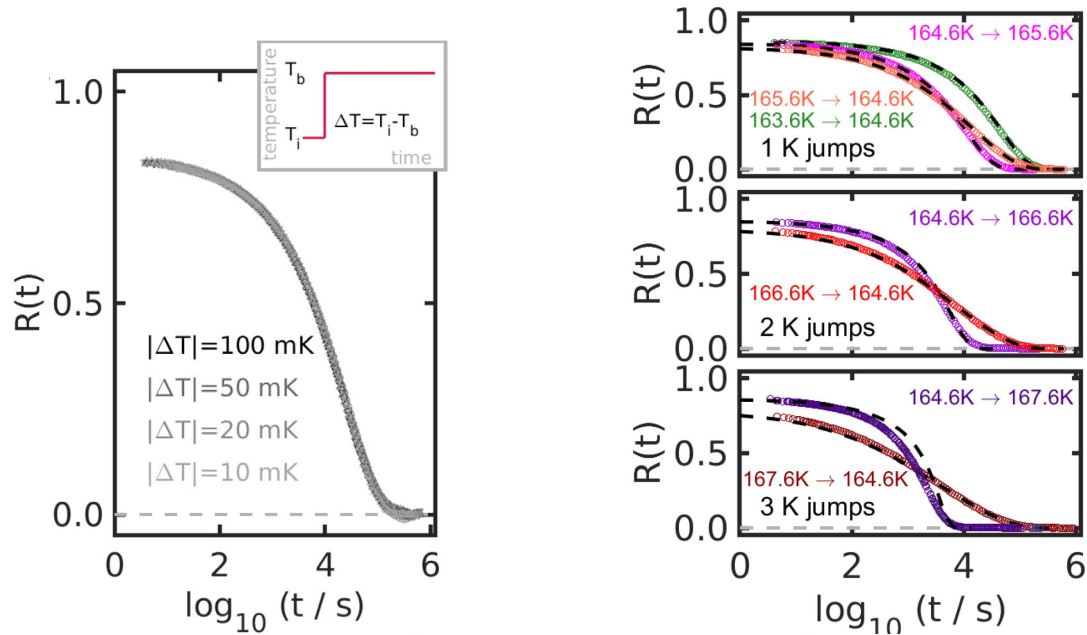 1.0
0.5
0.0
0
2
4
6
R(t)
log10 (t / s)
|ΔT|=100 mK
|ΔT|=50 mK
|ΔT|=20 mK
|ΔT|=10 mK
temperature
Tb
Ti
ΔT=Ti-Tb
time
1.0
0.5
0.0
R(t)
164.6K → 165.6K
165.6K → 164.6K
163.6K → 164.6K
1 K jumps
1.0
0.5
0.0
R(t)
164.6K → 166.6K
166.6K → 164.6K
2 K jumps
1.0
0.5
0.0
R(t)
164.6K → 167.6K
167.6K → 164.6K
3 K jumps
0
2
4
6
log10 (t / s)